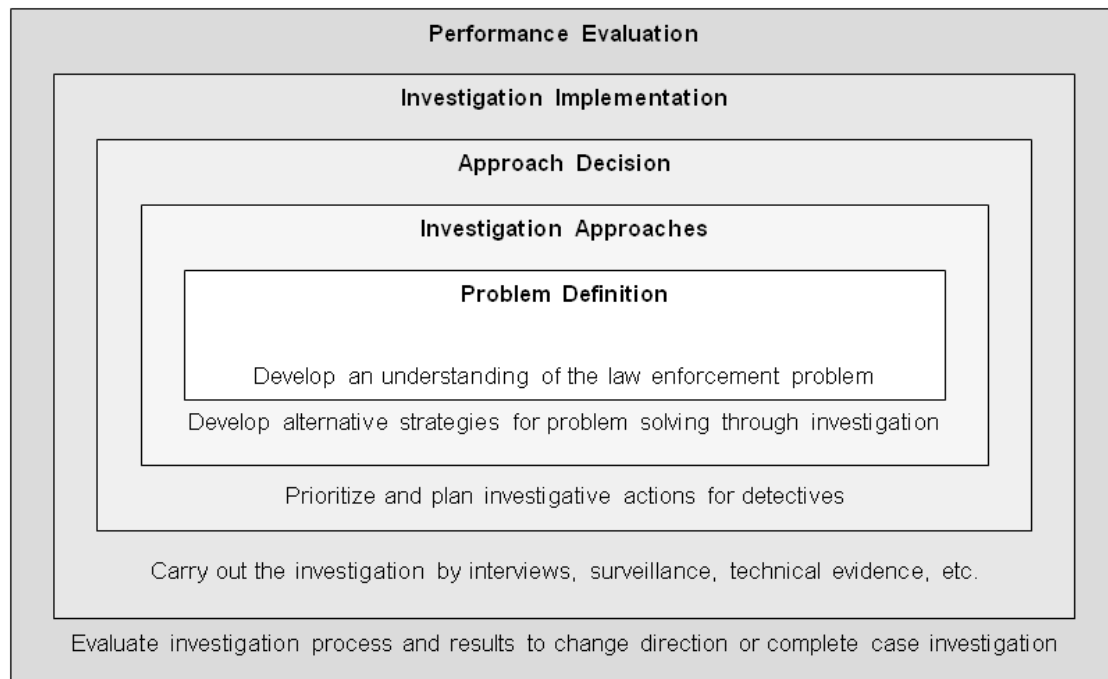 Performance Evaluation
Investigation Implementation
Approach Decision
Investigation Approaches
Problem Definition
Develop an understanding of the law enforcement problem
Develop alternative strategies for problem solving through investigation
Prioritize and plan investigative actions for detectives
Carry out the investigation by interviews, surveillance, technical evidence, etc.
Evaluate investigation process and results to change direction or complete case investigation